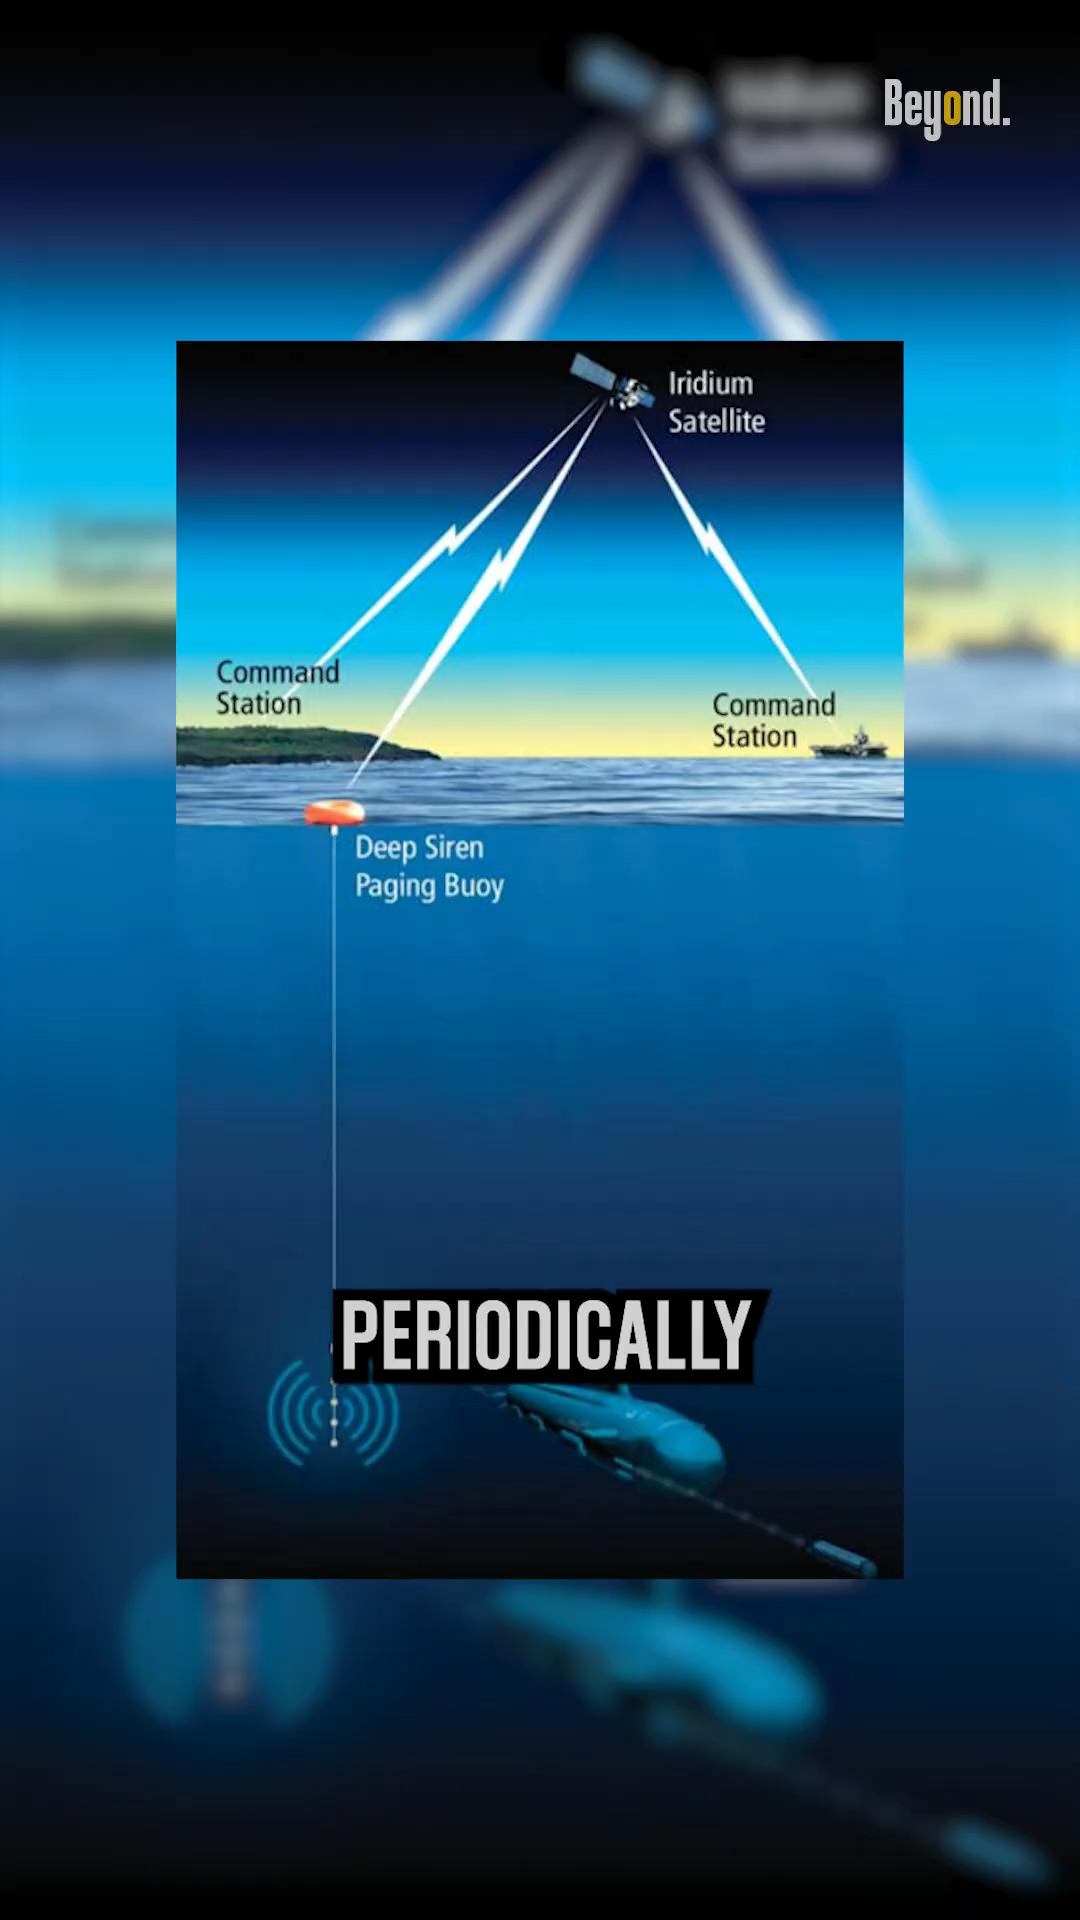 Beyond.
Iridium
Satellite
Command
Station
Command
Station
Deep Siren
Paging Buoy
PERIODICALLY